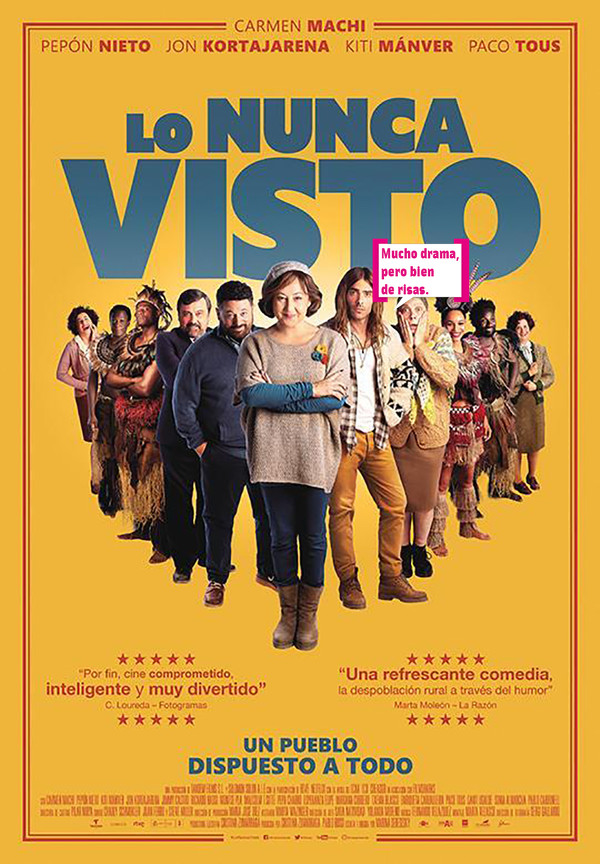 CARMEN MACHI
PEPÓN NIETO JON KORTAJARENA KITI MÁNVER PACO TOUS
LO NUNCA
VISTO
Mucho drama,
pero bien
de risas.
★★★★★
"Por fin, cine comprometido,
inteligente y muy divertido"
C. Loureda – Fotogramas
★★★★★
★★★★★
"Una refrescante comedia,
la despoblación rural a través del humor"
Marta Moleón – La Razón
★★★★★
UN PUEBLO
DISPUESTO A TODO